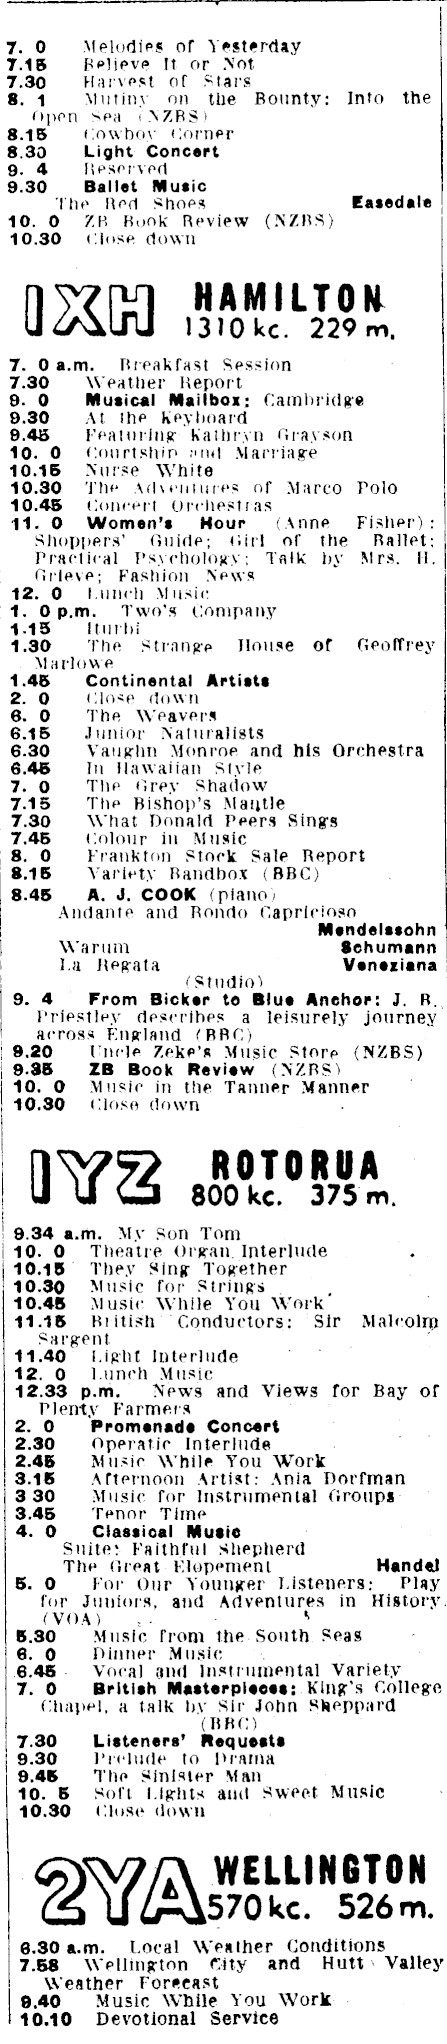 7. 0 Melodies of Yesterday
7.15 Believe It or Not
7.30 Harvest of Stars
8. 1 Mutiny on the Bounty: Into the
Open Sea (NZBS)
8.15 Cowboy Corner
8.30 Light Concert
9. 4 Reserved
9.30 Ballet Music
The Red Shoes Easedale
10. 0 ZB Book Review (NZBS)
10.30 Close down
1XH HAMILTON
1310 kc. 229 m.
7. 0 a.m. Breakfast Session
7.30 Weather Report
9. 0 Musical Mailbox: Cambridge
9.30 At the Keyboard
9.45 Featuring Kathryn Grayson
10. 0 Courtship and Marriage
10.15 Nurse White
10.30 The Adventures of Marco Polo
10.45 Concert Orchestras
11. 0 Women's Hour (Anne Fisher):
Shoppers' Guide; Girl of the Ballet;
Practical Psychology; Talk by Mrs. H.
Grieve; Fashion News
12. 0 Lunch Music
1. 0 p.m. Two's Company
1.15 Iturbi
1.30 The Strange House of Geoffrey
Marlowe
1.45 Continental Artists
2. 0 Close down
6. 0 The Weavers
6.15 Junior Naturalists
6.30 Vaughn Monroe and his Orchestra
6.45 In Hawaiian Style
7. 0 The Grey Shadow
7.15 The Bishop's Mantle
7.30 What Donald Peers Sings
7.45 Colour in Music
8. 0 Frankton Stock Sale Report
8.15 Variety Bandbox (BBC)
8.45 A. J. COOK (piano)
Andante and Rondo Capricioso
Mendelssohn
Warum Schumann
La Regata Veneziana
(Studio)
9. 4 From Bicker to Blue Anchor: J. B.
Priestley describes a leisurely journey
across England (BBC)
9.20 Uncle Zeke's Music Store (NZBS)
9.35 ZB Book Review (NZBS)
10. 0 Music in the Tanner Manner
10.30 Close down
1YZ ROTORUA
800 kc. 375 m.
9.34 a.m. My Son Tom
10. 0 Theatre Organ Interlude
10.15 They Sing Together
10.30 Music for Strings
10.45 Music While You Work
11.15 British Conductors: Sir Malcolm
Sargent
11.40 Light Interlude
12. 0 Lunch Music
12.33 p.m. News and Views for Bay of
Plenty Farmers
2. 0 Promenade Concert
2.30 Operatic Interlude
2.45 Music While You Work
3.15 Afternoon Artist: Ania Dorfman
3 30 Music for Instrumental Groups
3.45 Tenor Time
4. 0 Classical Music
Suite: Faithful Shepherd
The Great Elopement Handel
5. 0 For Our Younger Listeners: Play
for Juniors, and Adventures in History
(VOA)
5.30 Music from the South Seas
6. 0 Dinner Music
6.45 Vocal and Instrumental Variety
7. 0 British Masterpieces: King's College
Chapel, a talk by Sir John Sheppard
(BBC)
7.30 Listeners' Requests
9.30 Prelude to Drama
9.45 The Sinister Man
10. 5 Soft Lights and Sweet Music
10.30 Close down
2YA WELLINGTON
570 kc. 526 m.
6.30 a.m. Local Weather Conditions
7.58 Wellington City and Hutt Valley
Weather Forecast
9.40 Music While You Work
10.10 Devotional Service